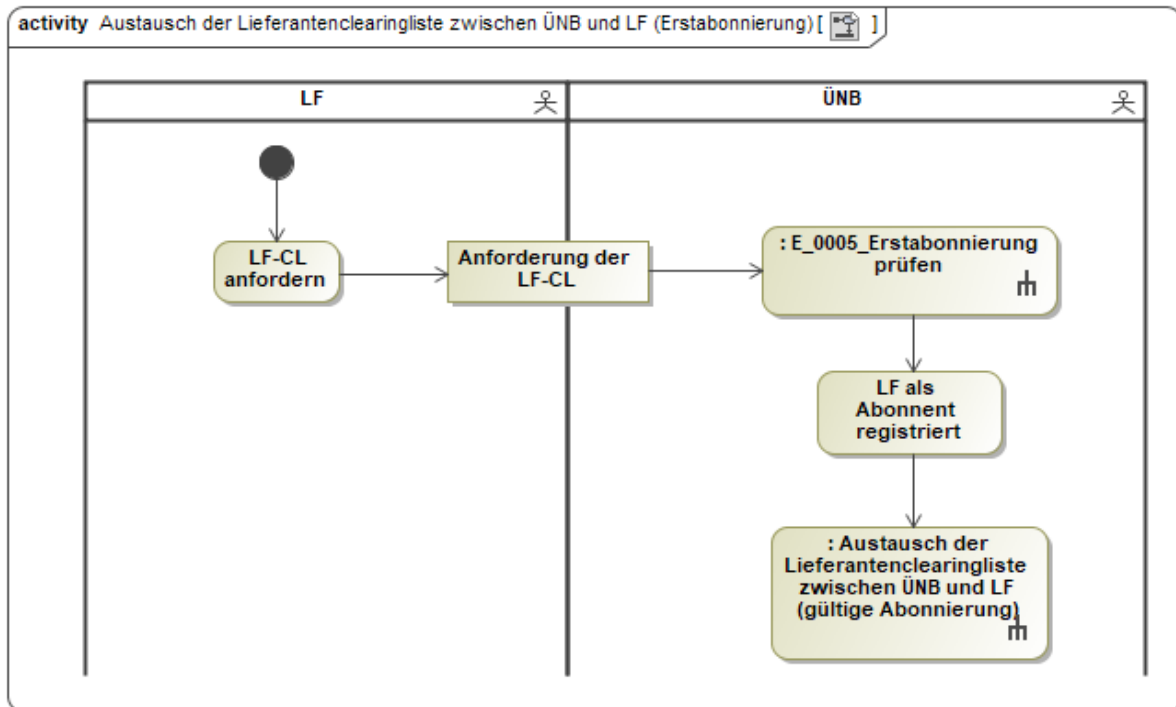 activity Austausch der Lieferantenclearingliste zwischen ÜNB und LF (Erstabonnierung) [ ]
LF
ÜNB
LF-CL
anfordern
Anforderung der
LF-CL
: E_0005_Erstabonnierung
prüfen
LF als
Abonnent
registriert
: Austausch der
Lieferantenclearingliste
zwischen ÜNB und LF
(gültige Abonnierung)